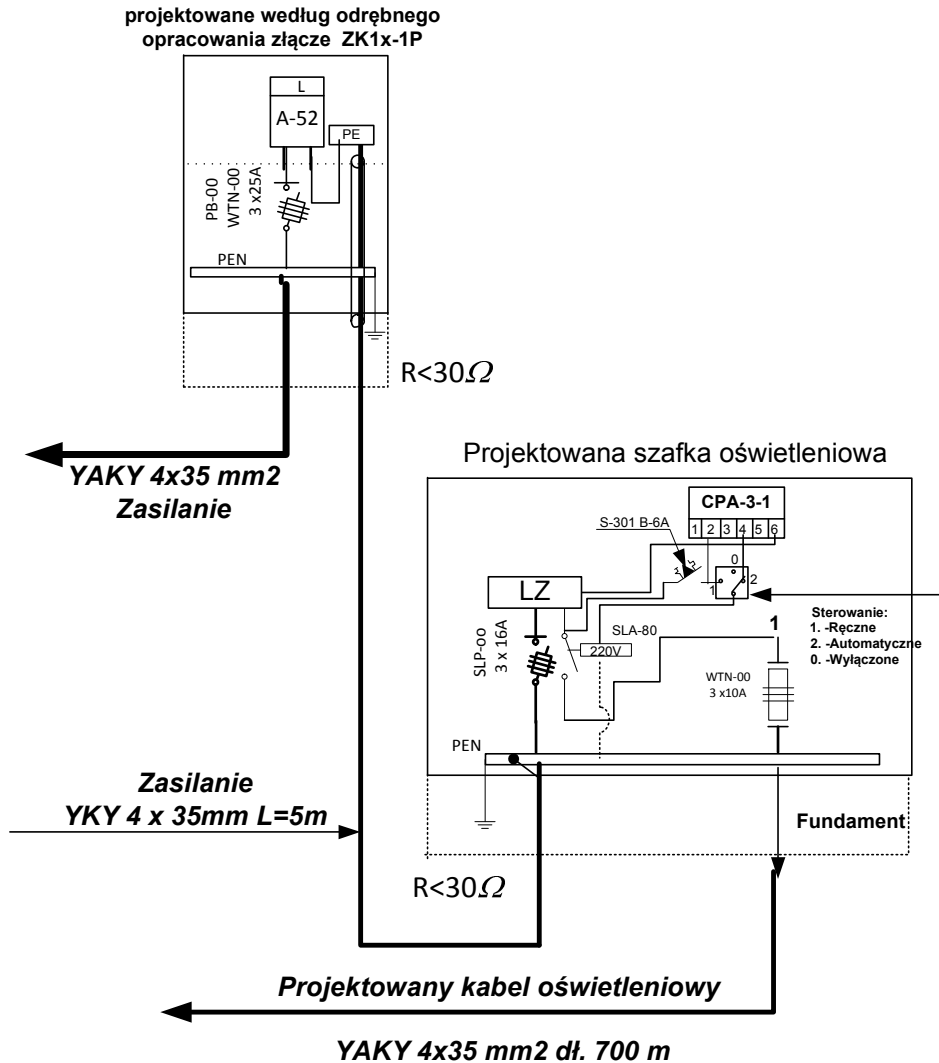 projektowane według odrębnego
opracowania złącze ZK1x-1P
L
A-52
PE
PB-00
WTN-00
3 x25A
PEN
R<30Ω
YAKY 4x35 mm2
Zasilanie
Projektowana szafka oświetleniowa
CPA-3-1
1 2 3 4 5 6
S-301 B-6A
0
1
2
LZ
SLP-oo
3 x 16A
SLA-80
220V
1
Sterowanie:
1. -Ręczne
2. -Automatyczne
0. -Wyłączone
WTN-00
3 x10A
PEN
Zasilanie
YKY 4 x 35mm L=5m
Fundament
R<30Ω
Projektowany kabel oświetleniowy
YAKY 4x35 mm2 dł. 700 m